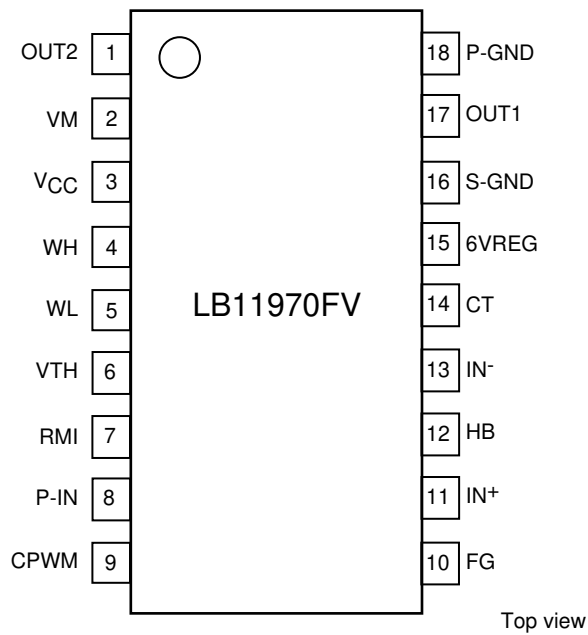 OUT2 1 18 P-GND
VM 2 17 OUT1
VCC 3 16 S-GND
WH 4 15 6VREG
WL 5 LB11970FV 14 CT
VTH 6 13 IN-
RMI 7 12 HB
P-IN 8 11 IN+
CPWM 9 10 FG
Top view